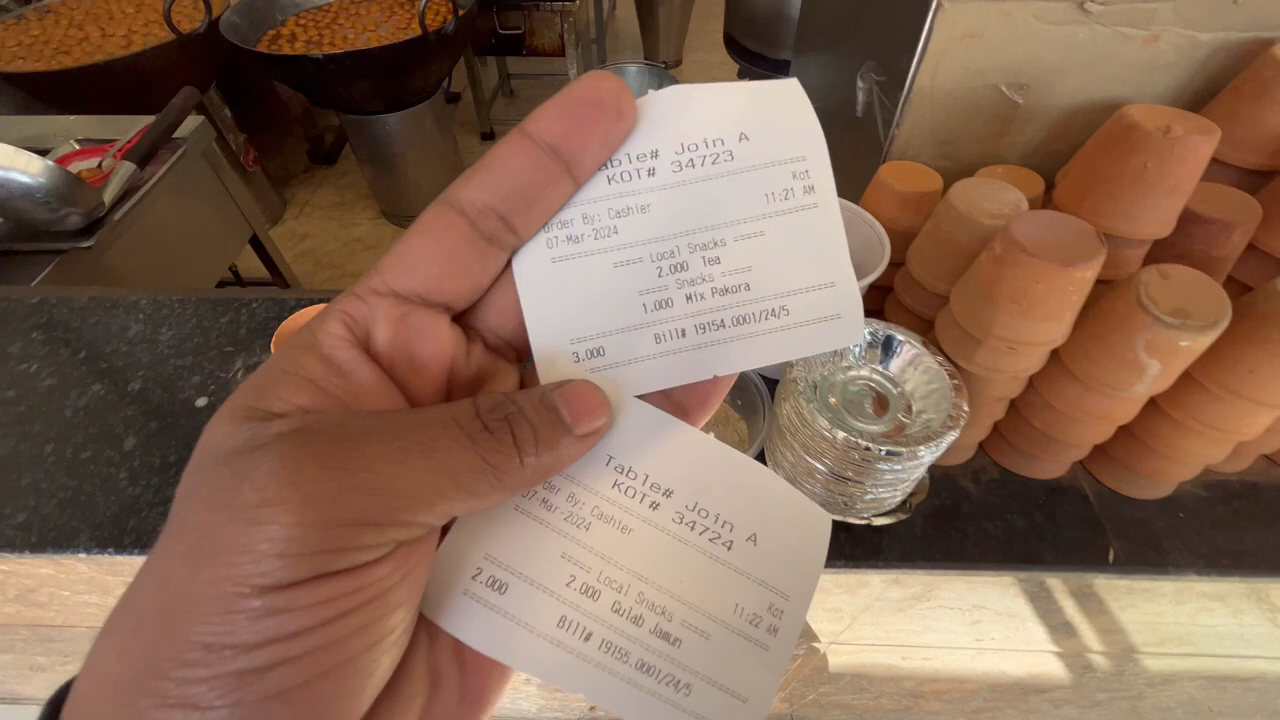 able# Join A
KOT# 34723
Kot
Order By: Cashier
11:21 AM
07-Mar-2024
===== Local Snacks =====
2.000 Tea
===== Snacks =====
1.000 Mix Pakora
3.000 Bill# 19154.0001/24/5
Table# Join A
KOT# 34724
Kot
der By: Cashier
11:22 AM
07-Mar-2024
===== Local Snacks =====
2.000 Gulab Jamun
2.000
Bill# 19155.0001/24/5